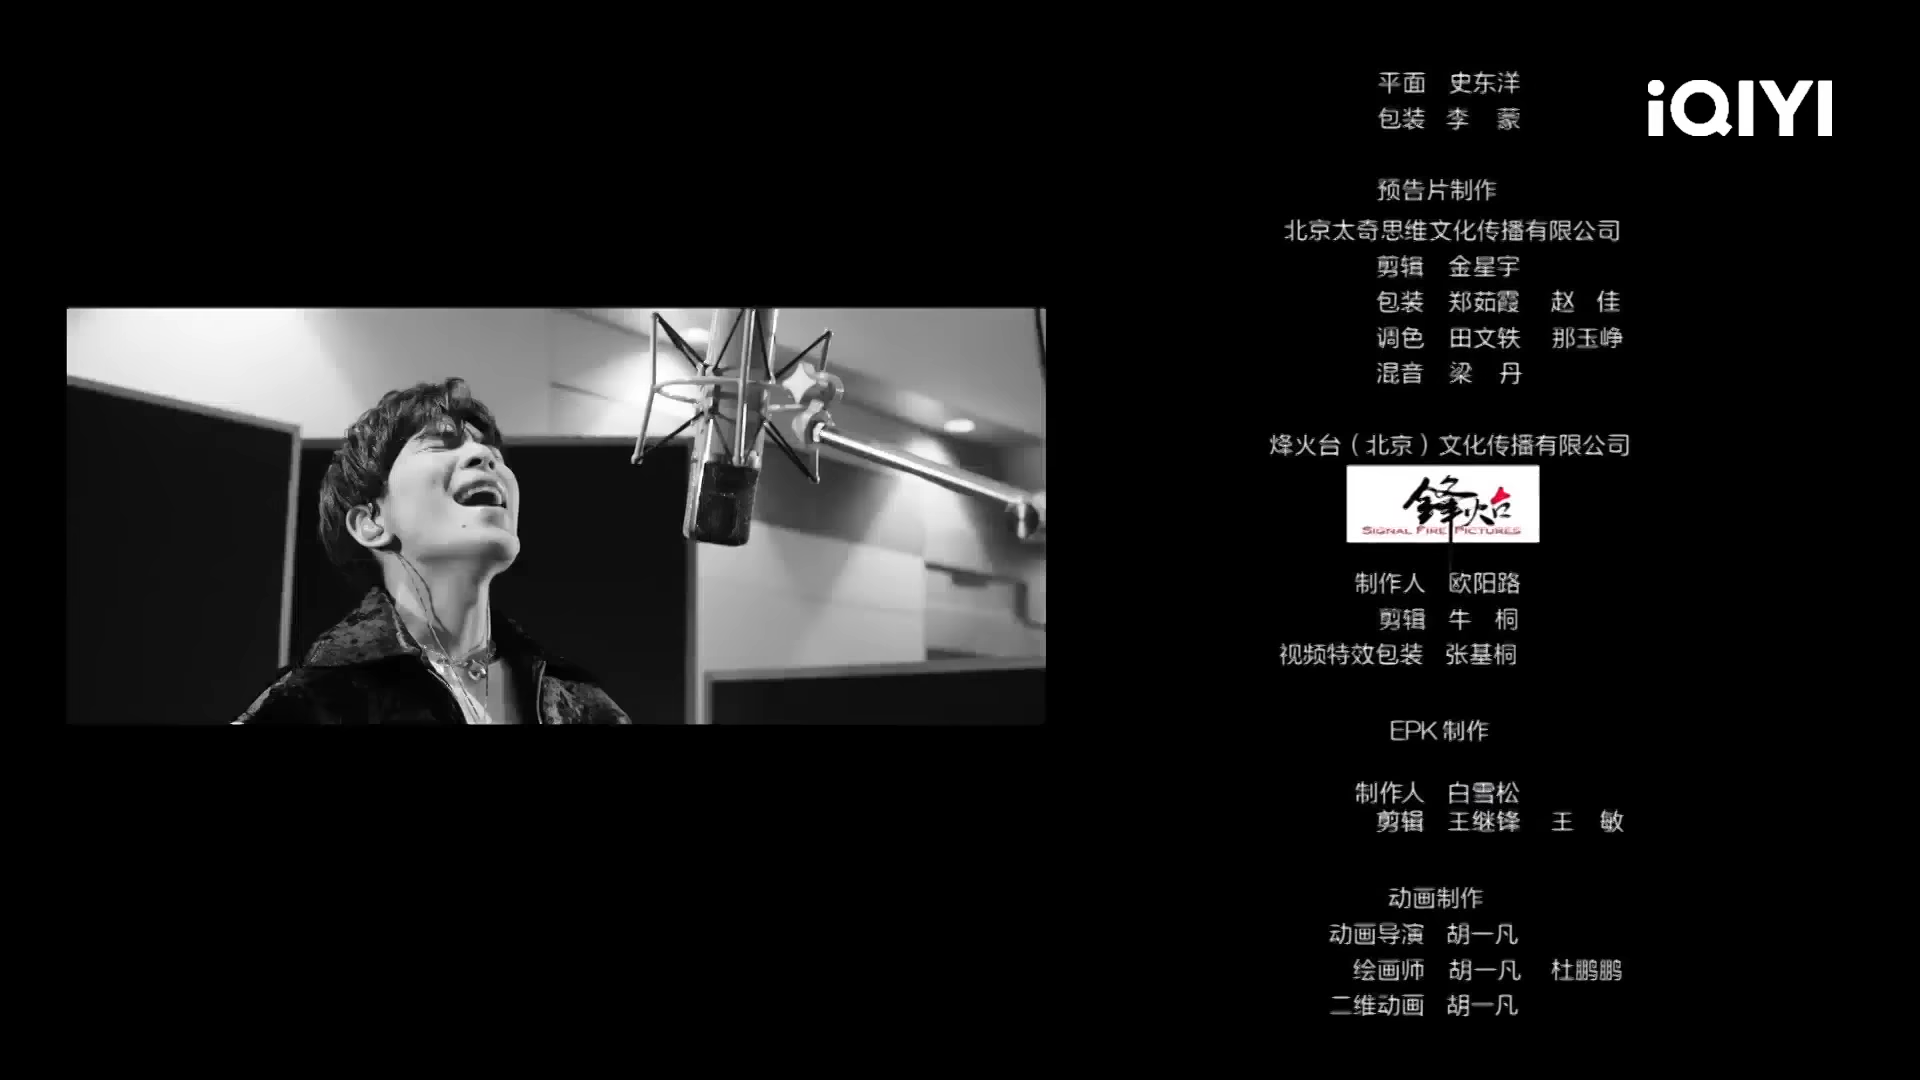 平面 史东洋
iQIYI
包装 李 蒙
预告片制作
北京太奇思维文化传播有限公司
剪辑 金星宇
包装 郑茹霞 赵 佳
调色 田文轶 那玉峥
混音 梁 丹
烽火台（北京）文化传播有限公司
鋒火台
SIGNAL FIRE PICTURES
制作人 欧阳路
剪辑 牛 桐
视频特效包装 张基桐
EPK 制作
制作人 白雪松
剪辑 王继锋 王 敏
动画制作
动画导演 胡一凡
绘画师 胡一凡 杜鹏鹏
二维动画 胡一凡